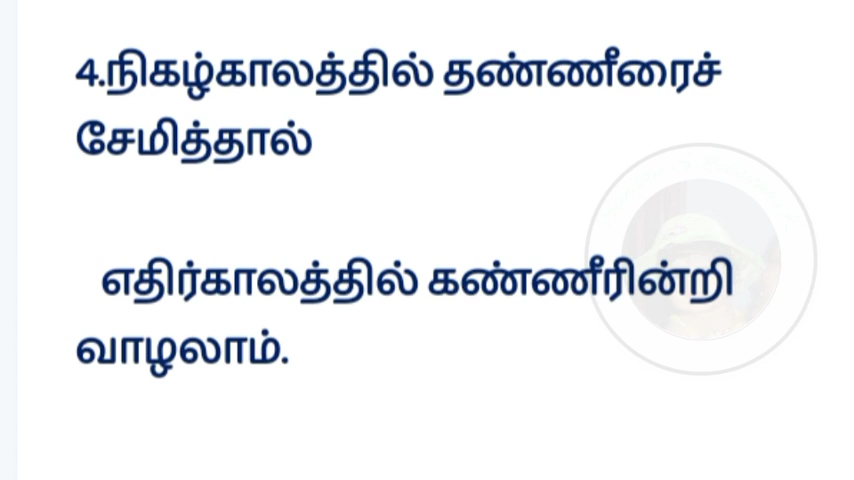 4.நிகழ்காலத்தில் தண்ணீரைச்
சேமித்தால்
எதிர்காலத்தில் கண்ணீரின்றி
வாழலாம்.